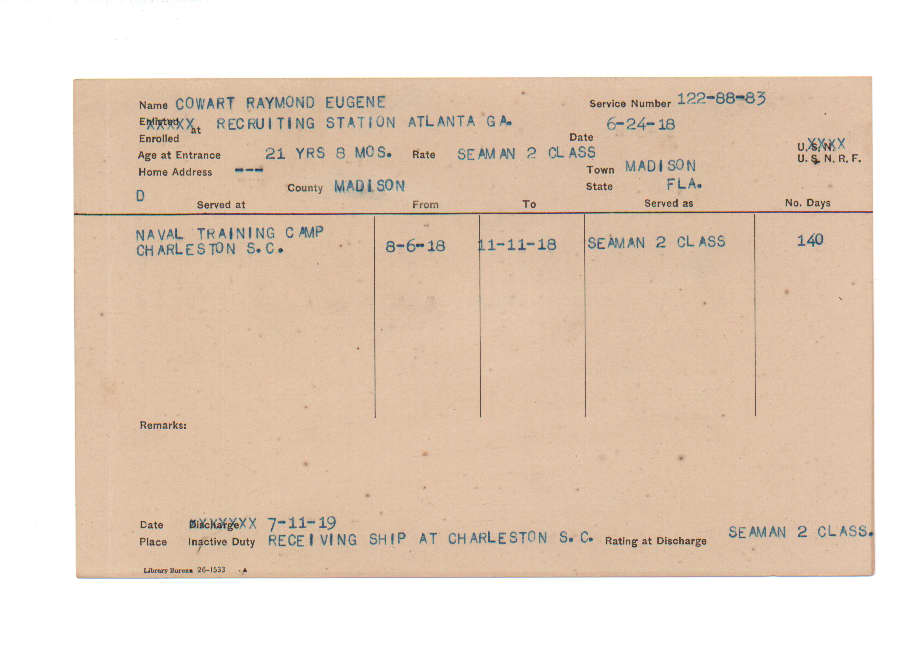 Name COWART RAYMOND EUGENE Service Number 122-88-83
Enlisted XXXXX at RECRUITING STATION ATLANTA GA. Date 6-24-18
Enrolled
Age at Entrance 21 YRS 8 MOS. Rate SEAMAN 2 CLASS U.S.N. XXXX
Home Address --- Town MADISON U. S. N. R. F.
D County MADISON State FLA.
Served at From To Served as No. Days
NAVAL TRAINING CAMP
CHARLESTON S.C. 8-6-18 11-11-18 SEAMAN 2 CLASS 140
Remarks:
Date Discharge XXXXXXX 7-11-19
Place Inactive Duty RECEIVING SHIP AT CHARLESTON S.C. Rating at Discharge SEAMAN 2 CLASS.
Library Bureau 26-1533 A